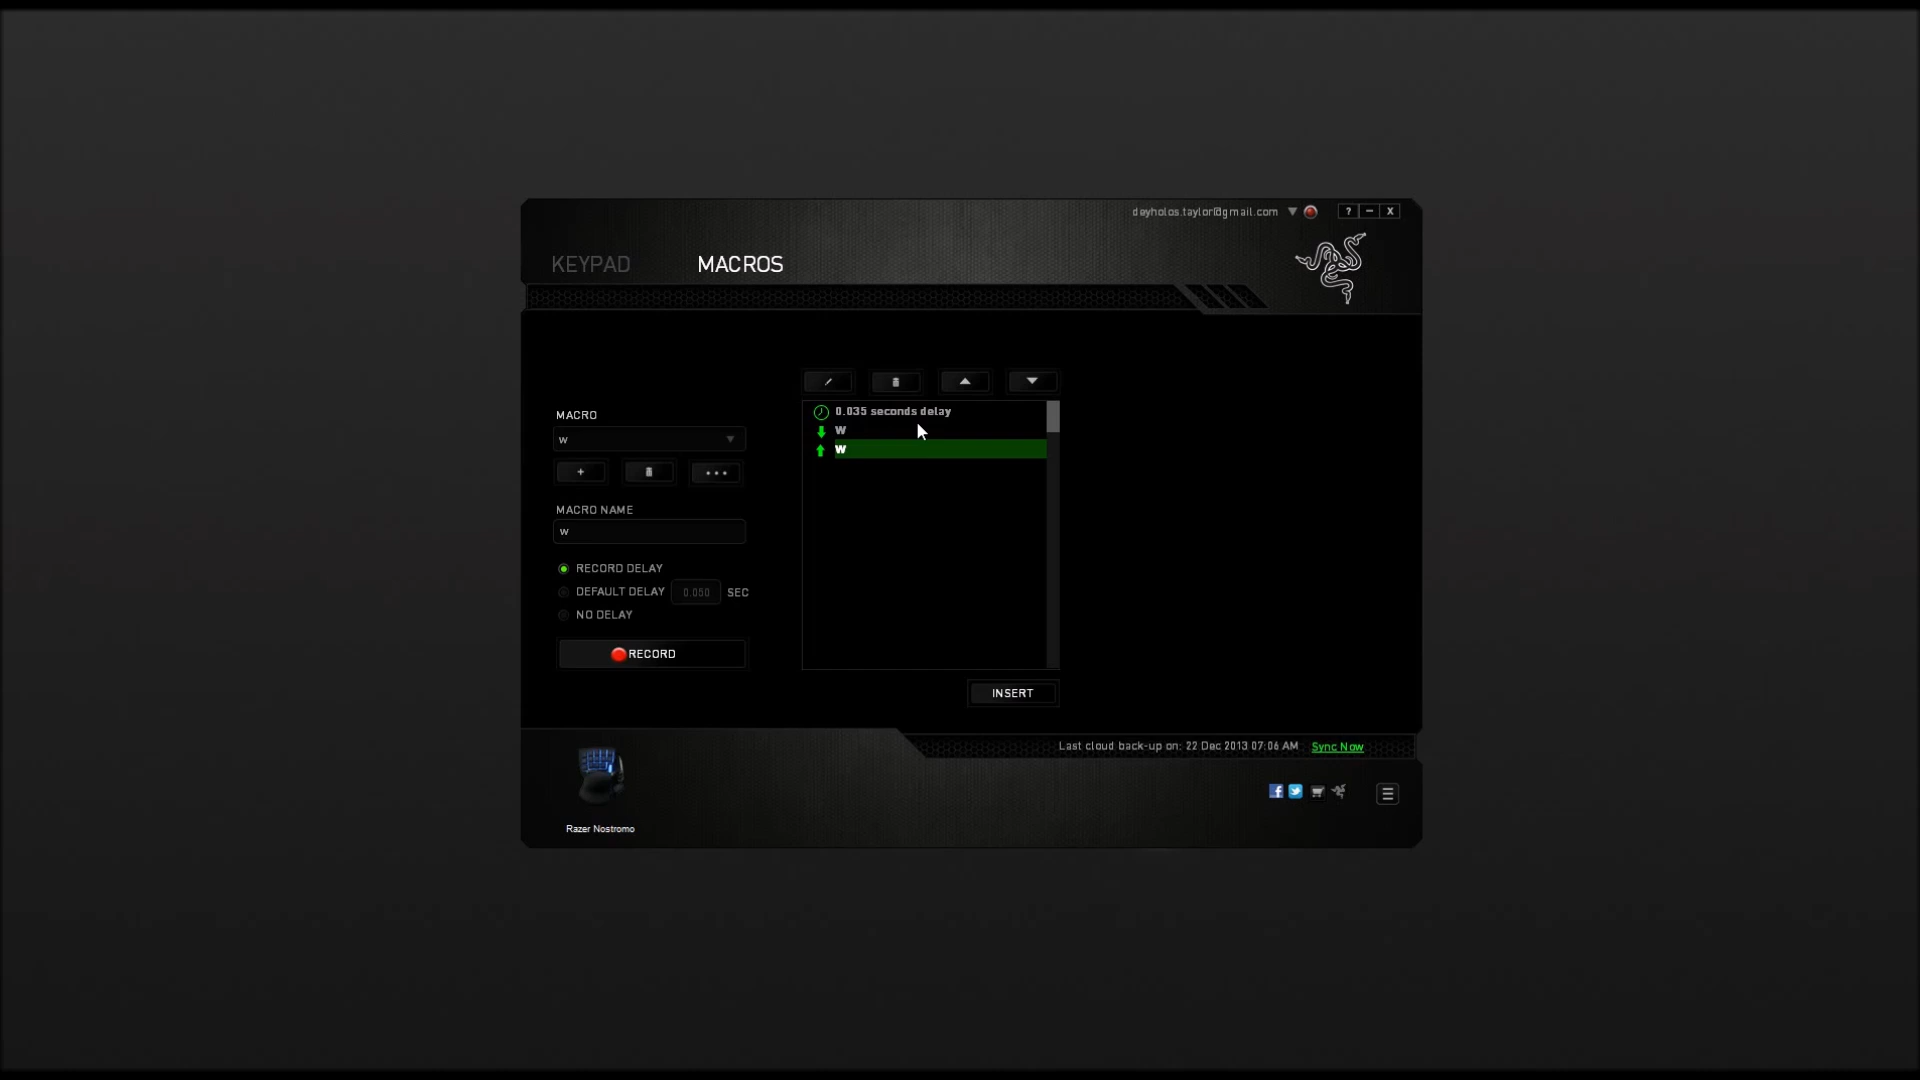 deyholos.taylor@gmail.com
? – X
KEYPAD MACROS
MACRO
w
MACRO NAME
w
RECORD DELAY
DEFAULT DELAY 0.050 SEC
NO DELAY
RECORD
0.035 seconds delay
W
W
INSERT
Last cloud back-up on: 22 Dec 2013 07:06 AM Sync Now
Razer Nostromo